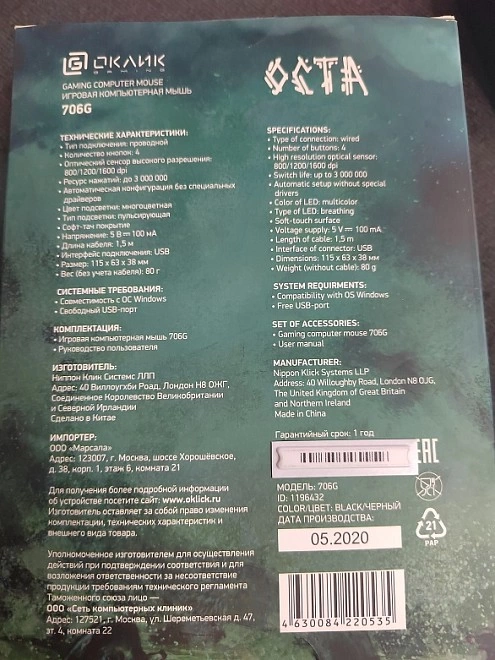 ОКЛИК
GAMING
OCTA
GAMING COMPUTER MOUSE
ИГРОВАЯ КОМПЬЮТЕРНАЯ МЫШЬ
706G
ТЕХНИЧЕСКИЕ ХАРАКТЕРИСТИКИ:
• Тип подключения: проводной
• Количество кнопок: 4
• Оптический сенсор высокого разрешения:
800/1200/1600 dpi
• Ресурс нажатий: до 3 000 000
• Автоматическая конфигурация без специальных
драйверов
• Цвет подсветки: многоцветная
• Тип подсветки: пульсирующая
• Софт-тач покрытие
• Напряжение: 5 В 100 мА
• Длина кабеля: 1,5 м
• Интерфейс подключения: USB
• Размер: 115 х 63 х 38 мм
• Вес (без учета кабеля): 80 г
СИСТЕМНЫЕ ТРЕБОВАНИЯ:
• Совместимость с ОС Windows
• Свободный USB-порт
КОМПЛЕКТАЦИЯ:
• Игровая компьютерная мышь 706G
• Руководство пользователя
ИЗГОТОВИТЕЛЬ:
Ниппон Клик Системс ЛЛП
Адрес: 40 Виллоугхби Роад, Лондон Н8 ОЖГ,
Соединенное Королевство Великобритании
и Северной Ирландии
Сделано в Китае
ИМПОРТЕР:
ООО «Марсала»
Адрес: 123007, г. Москва, шоссе Хорошёвское,
д. 38, корп. 1, этаж 6, комната 21
Для получения более подробной информации
об устройстве посетите сайт: www.oklick.ru
Изготовитель оставляет за собой право изменения
комплектации, технических характеристик и
внешнего вида товара.
Уполномоченное изготовителем для осуществления
действий при подтверждении соответствия и для
возложения ответственности за несоответствие
продукции требованиям технического регламента
Таможенного союза лицо —
ООО «Сеть компьютерных клиник»
Адрес: 127521, г. Москва, ул. Шереметьевская д. 47,
эт. 4, комната 22
SPECIFICATIONS:
• Type of connection: wired
• Number of buttons: 4
• High resolution optical sensor:
800/1200/1600 dpi
• Switch life: up to 3 000 000
• Automatic setup without special
drivers
• Color of LED: multicolor
• Type of LED: breathing
• Soft-touch surface
• Voltage supply: 5 V 100 mA
• Length of cable: 1,5 m
• Interface of connector: USB
• Dimensions: 115 x 63 x 38 mm
• Weight (without cable): 80 g
SYSTEM REQUIRMENTS:
• Compatibility with OS Windows
• Free USB-port
SET OF ACCESSORIES:
• Gaming computer mouse 706G
• User manual
MANUFACTURER:
Nippon Klick Systems LLP
Address: 40 Willoughby Road, London N8 OJG,
The United Kingdom of Great Britain
and Northern Ireland
Made in China
Гарантийный срок: 1 год
EAC
МОДЕЛЬ: 706G
ID: 1196432
COLOR/ЦВЕТ: BLACK/ЧЕРНЫЙ
ДАТА ПРОИЗВОДСТВА:
05.2020
21
PAP
4 630084 220535